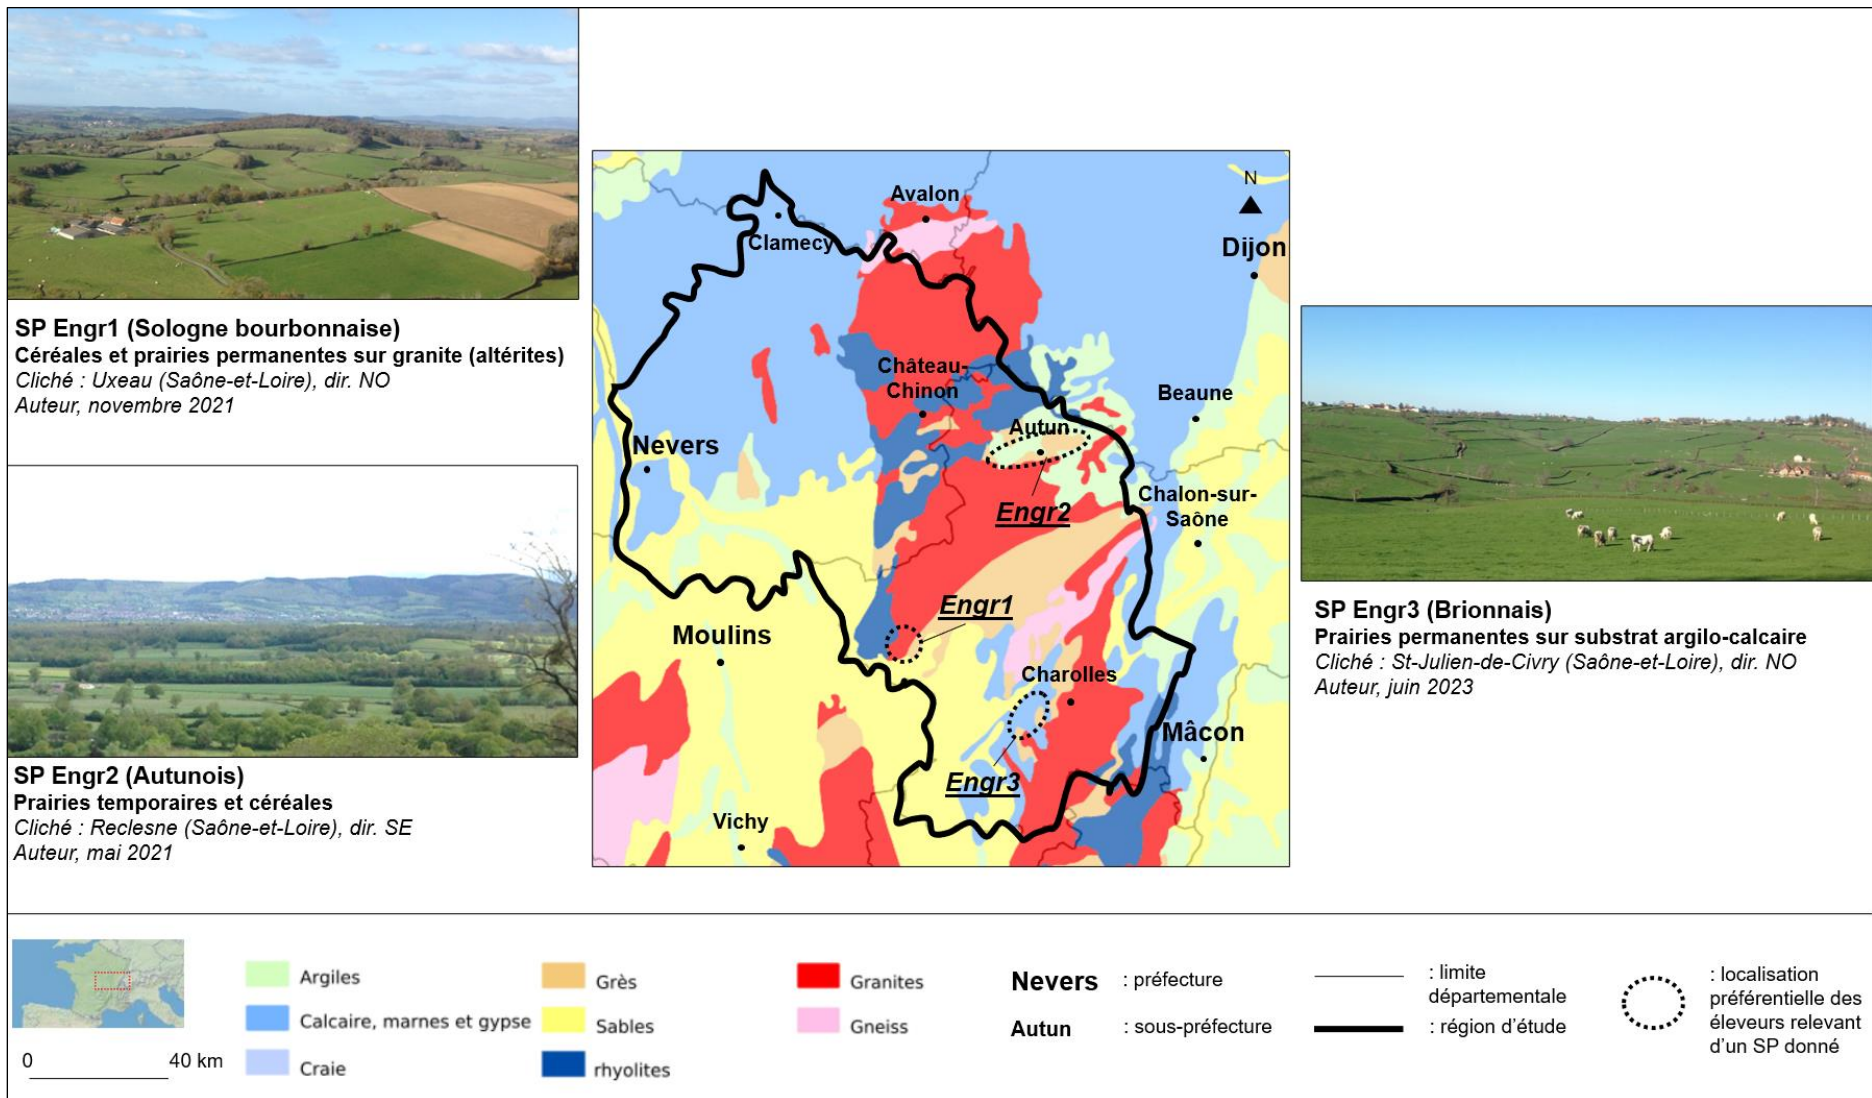 SP Engr1 (Sologne bourbonnaise)
Céréales et prairies permanentes sur granite (altérites)
Cliché : Uxeau (Saône-et-Loire), dir. NO
Auteur, novembre 2021
SP Engr2 (Autunois)
Prairies temporaires et céréales
Cliché : Reclesne (Saône-et-Loire), dir. SE
Auteur, mai 2021
N
Avalon
Clamecy
Dijon
Château-
Chinon
Beaune
Autun
Nevers
Engr2
Chalon-sur-
Saône
Engr1
Moulins
Charolles
Mâcon
Engr3
Vichy
SP Engr3 (Brionnais)
Prairies permanentes sur substrat argilo-calcaire
Cliché : St-Julien-de-Civry (Saône-et-Loire), dir. NO
Auteur, juin 2023
0 40 km
Argiles
Calcaire, marnes et gypse
Craie
Grès
Sables
rhyolites
Granites
Gneiss
Nevers : préfecture
Autun : sous-préfecture
: limite
départementale
: région d'étude
: localisation
préférentielle des
éleveurs relevant
d'un SP donné